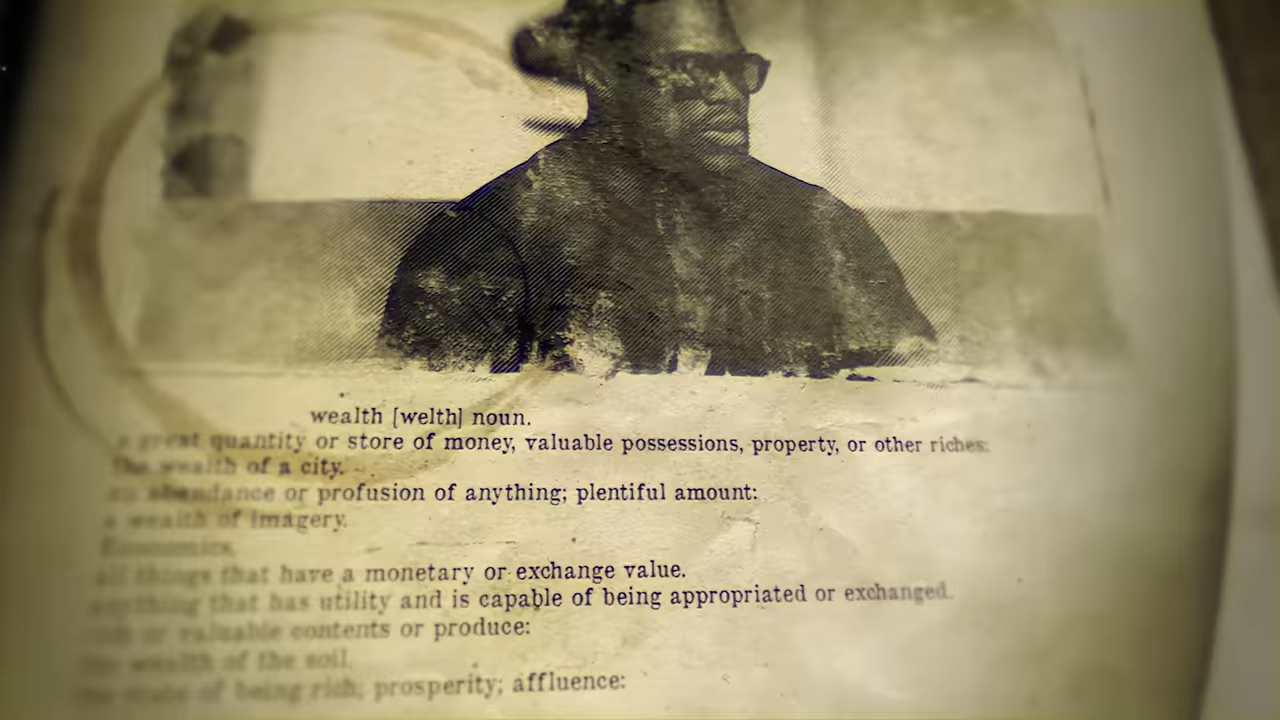 wealth [welth] noun.
a great quantity or store of money, valuable possessions, property, or other riches:
the wealth of a city.
an abundance or profusion of anything; plentiful amount:
a wealth of imagery.
Economics.
all things that have a monetary or exchange value.
anything that has utility and is capable of being appropriated or exchanged.
rich or valuable contents or produce:
the wealth of the soil.
the state of being rich; prosperity; affluence: